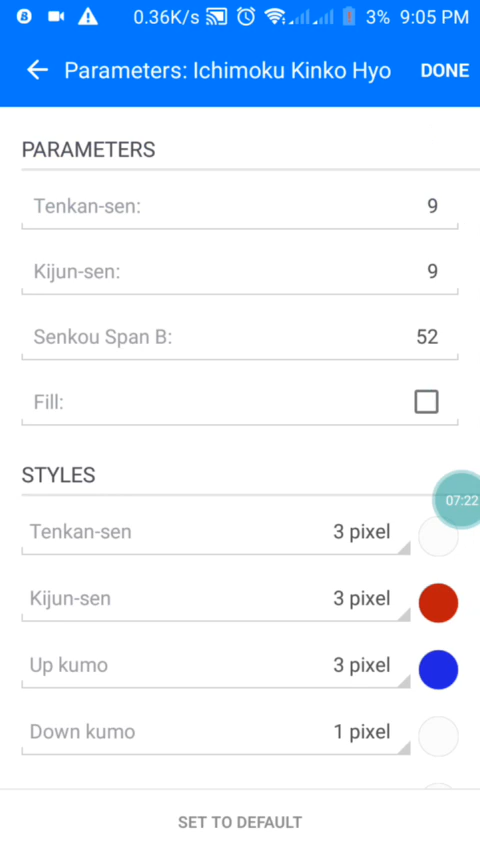 0.36K/s 3% 9:05 PM
Parameters: Ichimoku Kinko Hyo DONE
PARAMETERS
Tenkan-sen: 9
Kijun-sen: 9
Senkou Span B: 52
Fill:
STYLES
07:22
Tenkan-sen 3 pixel
Kijun-sen 3 pixel
Up kumo 3 pixel
Down kumo 1 pixel
SET TO DEFAULT